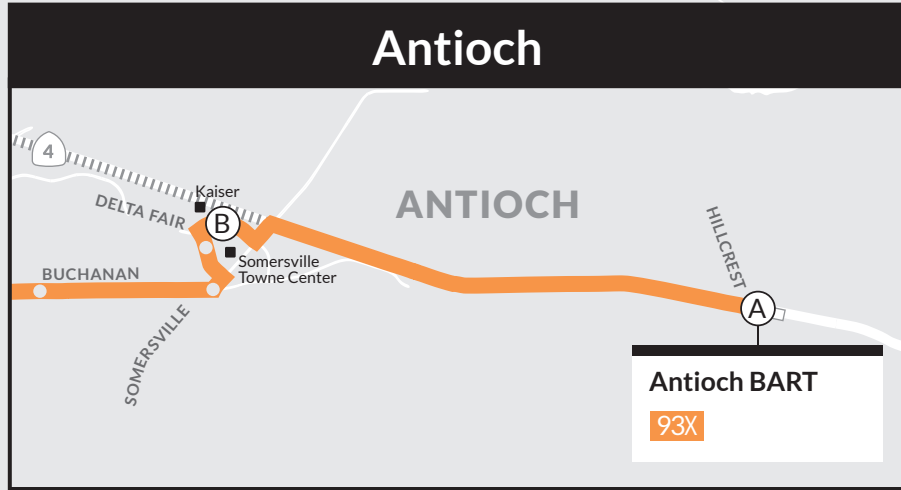 Antioch
4
Kaiser
DELTA FAIR
B
ANTIOCH
HILLCREST
Somersville
Towne Center
BUCHANAN
SOMERSVILLE
A
Antioch BART
93X